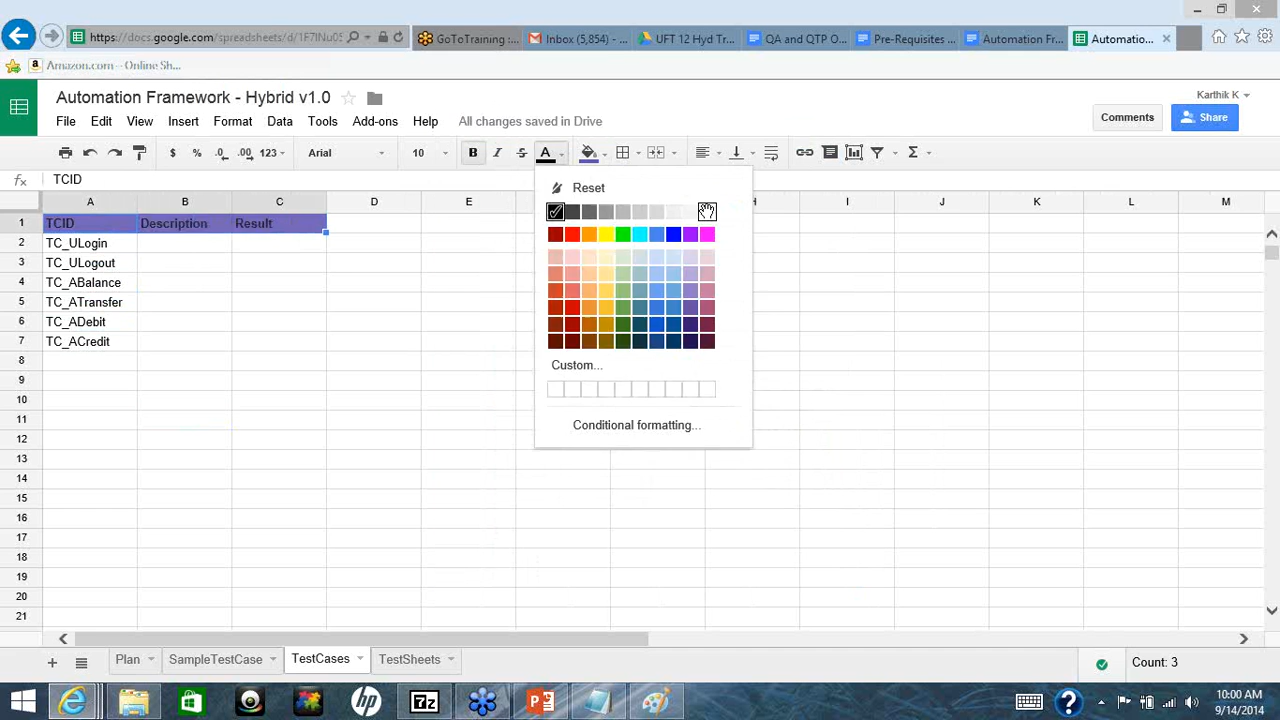 https://docs.google.com/spreadsheets/d/1F7INu0S
GoToTraining :...
Inbox (5,854) - ...
UFT 12 Hyd Tr...
QA and QTP O...
Pre-Requisites ...
Automation Fr...
Automatio...
Amazon.com – Online Sh...
Automation Framework - Hybrid v1.0
Karthik K
File Edit View Insert Format Data Tools Add-ons Help All changes saved in Drive
Comments
Share
$ % .0 .00 123 Arial 10 B I S A Σ
fx TCID
Reset
A B C D H I J K L M
1 TCID Description Result
2 TC_ULogin
3 TC_ULogout
4 TC_ABalance
5 TC_ATransfer
6 TC_ADebit
7 TC_ACredit
8
9
10
11
12
13
14
15
16
17
18
19
20
21
E
Custom...
Conditional formatting...
Plan SampleTestCase TestCases TestSheets
Count: 3
hp
7z
10:00 AM
9/14/2014